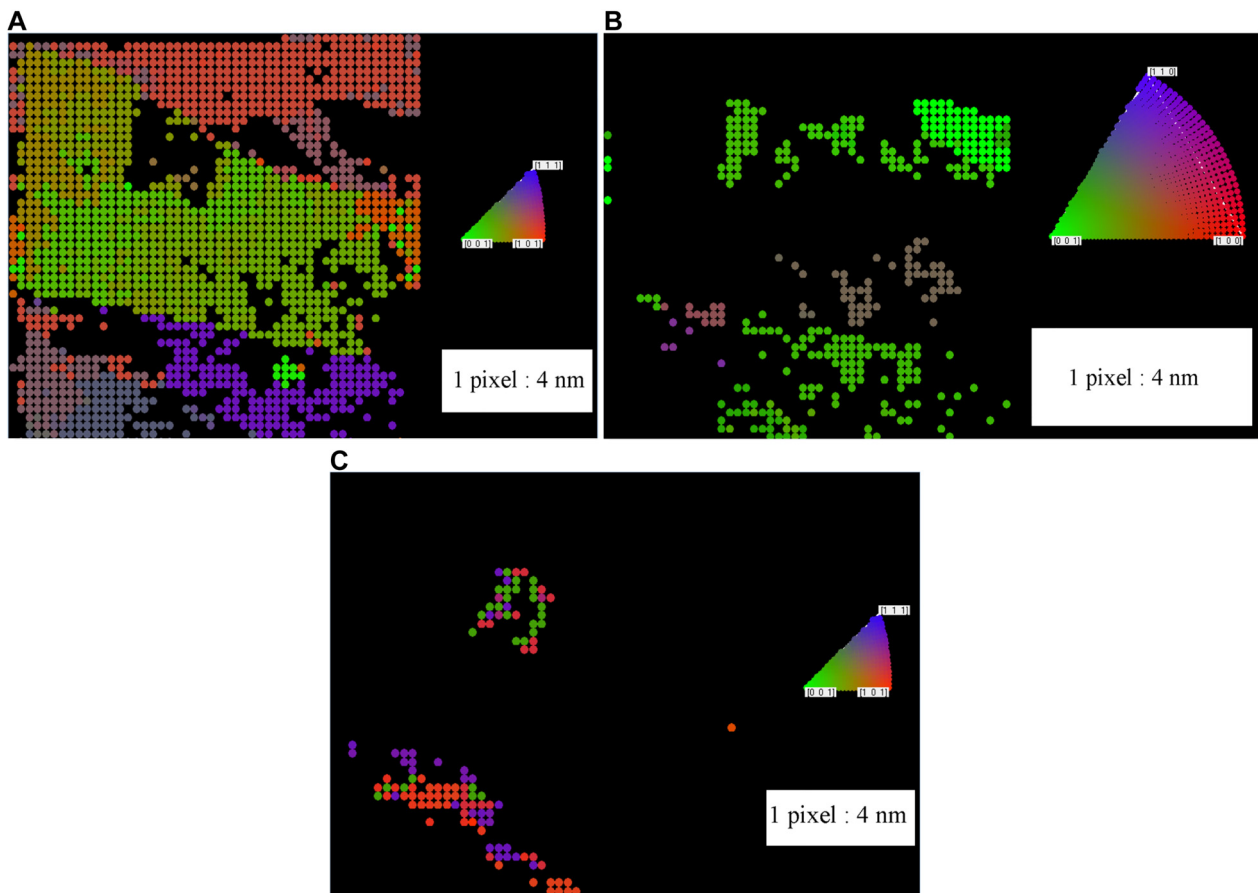 A
B
[1 1 0]
[1 1 1]
[0 0 1]
[1 0 1]
[0 0 1]
[1 0 0]
1 pixel : 4 nm
1 pixel : 4 nm
C
[1 1 1]
[0 0 1]
[1 0 1]
1 pixel : 4 nm